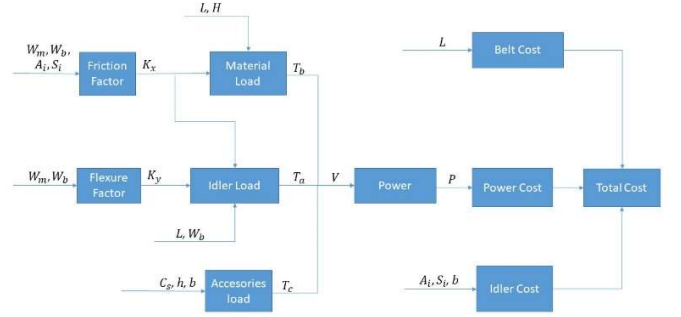 L, H
W_m, W_b,
A_i, S_i
Friction
Factor
K_x
Material
Load
T_b
L
Belt Cost
W_m, W_b
Flexure
Factor
K_y
Idler Load
T_a
V
Power
P
Power Cost
Total Cost
L, W_b
C_s, h, b
Accesories
load
T_c
A_i, S_i, b
Idler Cost